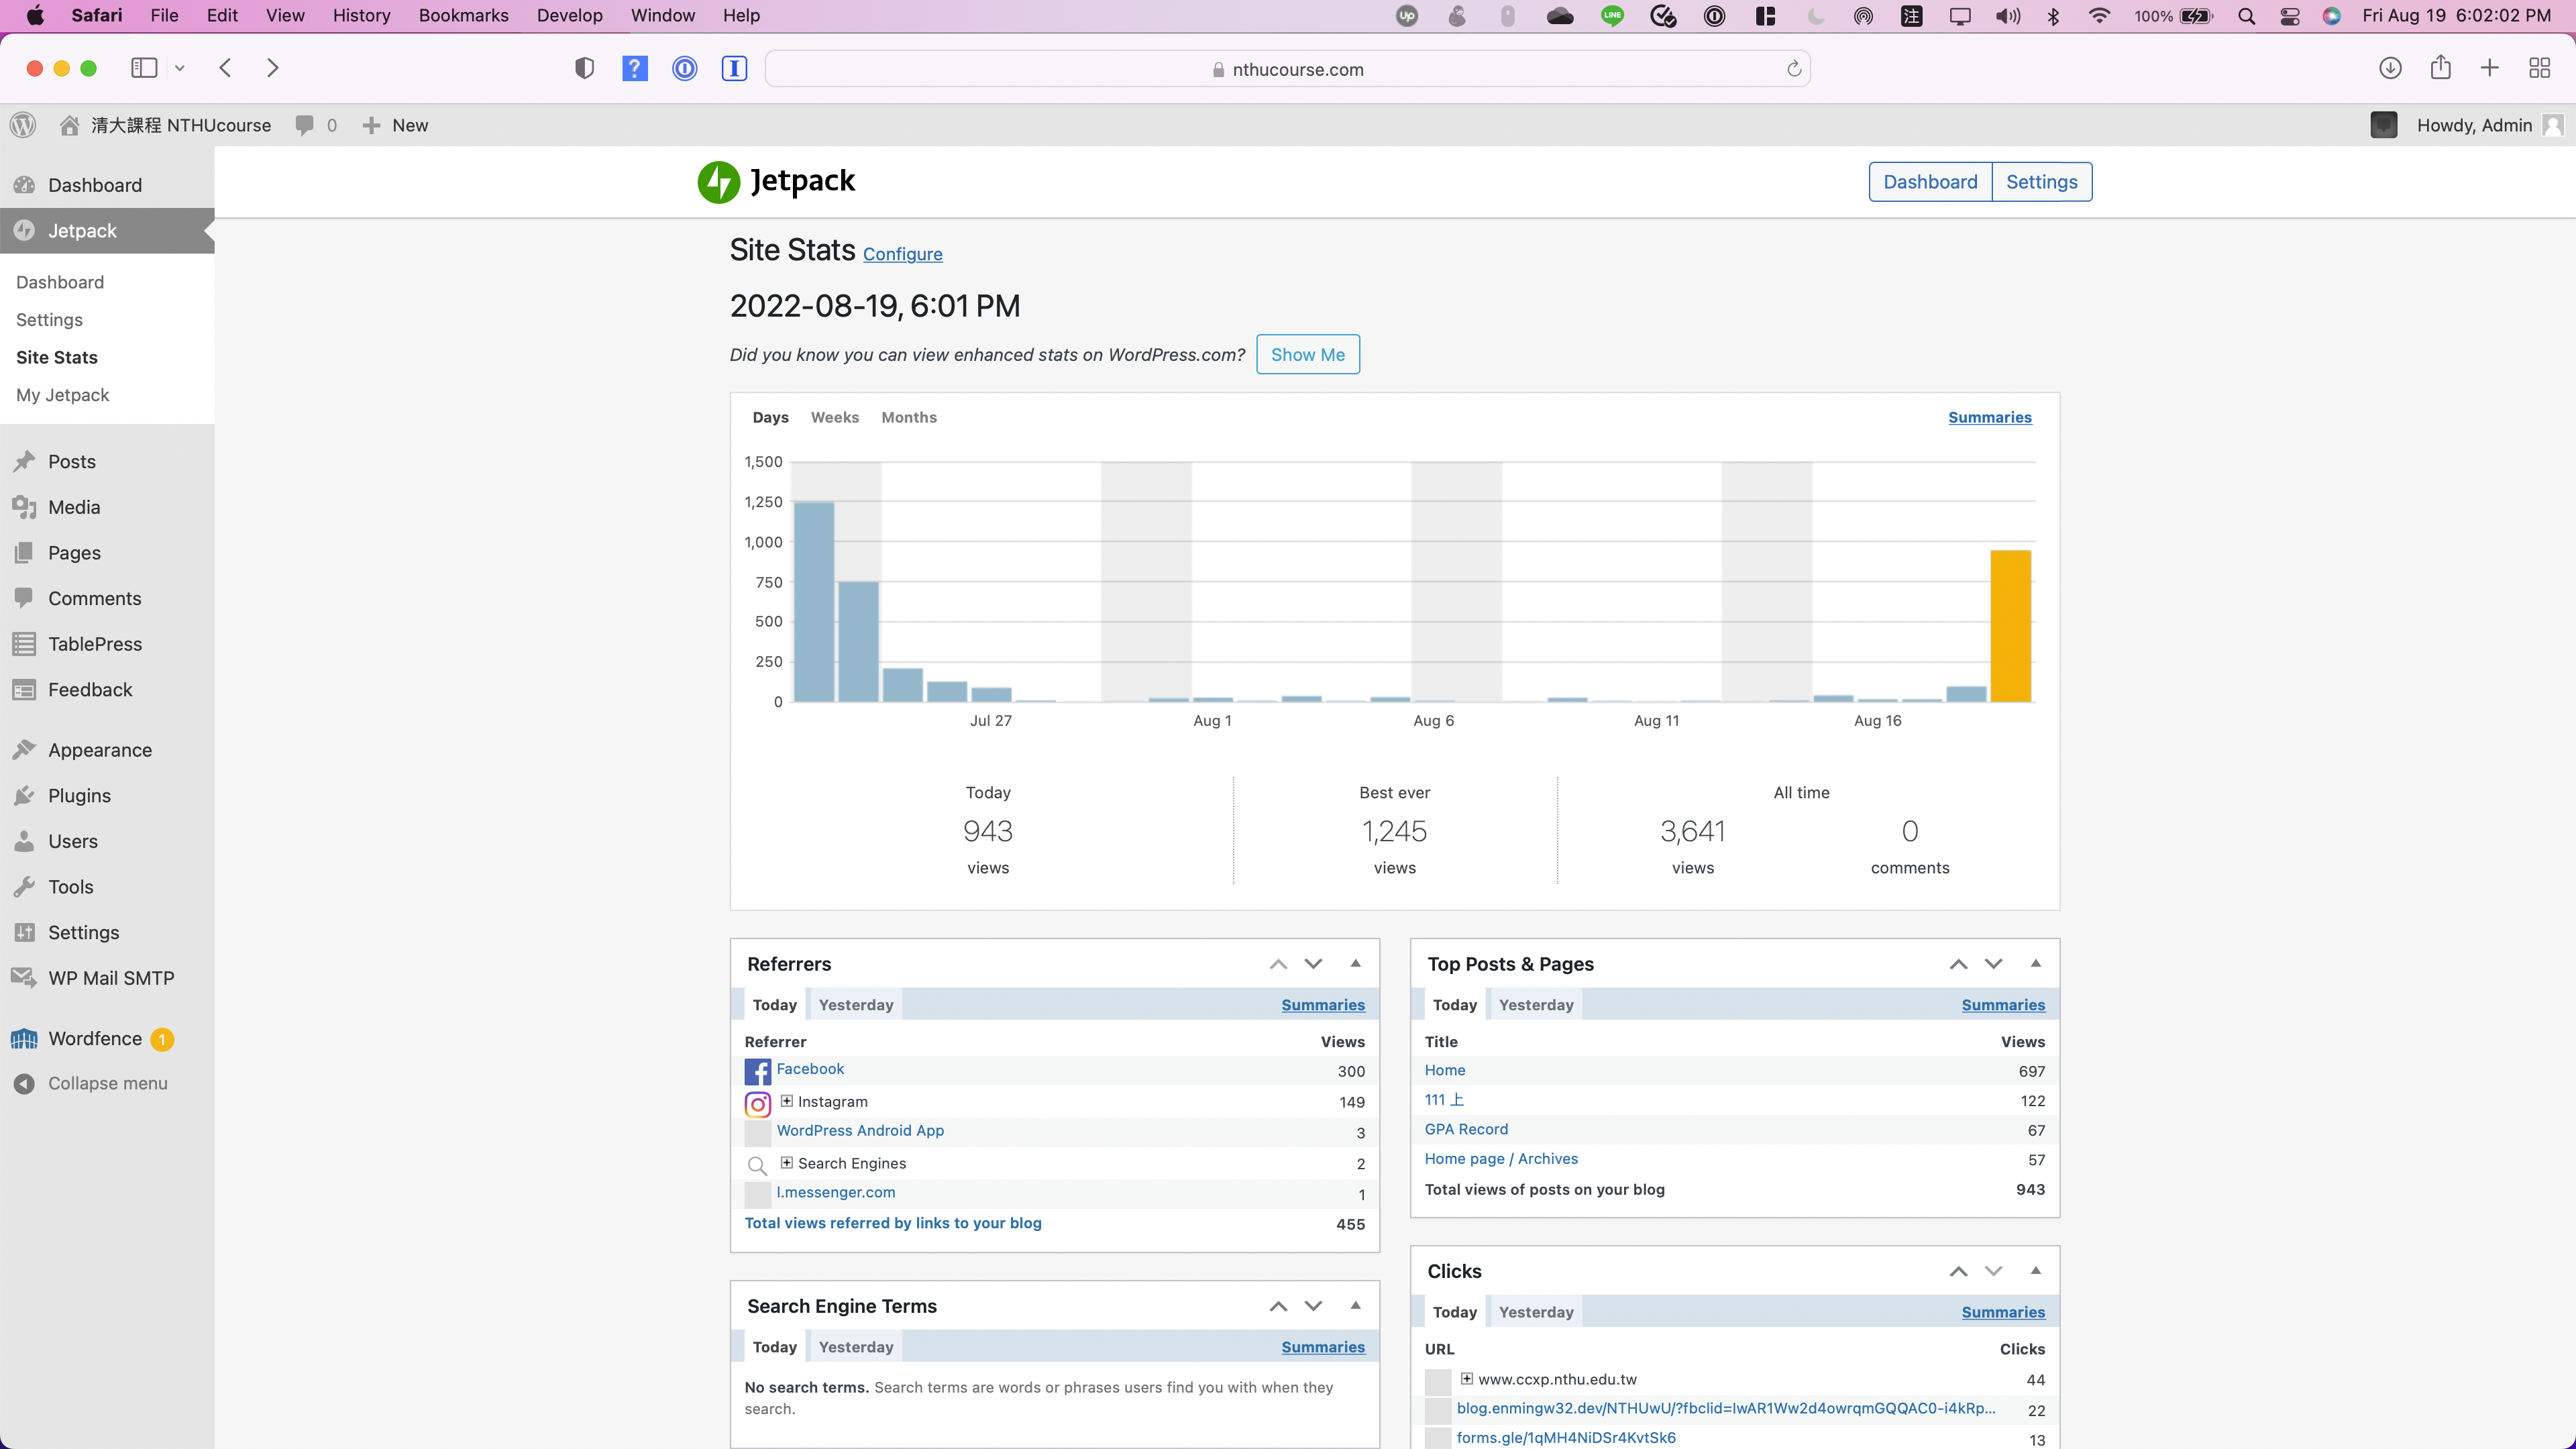 Safari File Edit View History Bookmarks Develop Window Help
Up LINE 注 100% Fri Aug 19 6:02:02 PM
nthucourse.com
清大課程 NTHUcourse 0 New
Howdy, Admin
Dashboard
Jetpack
Dashboard
Settings
Site Stats
My Jetpack
Posts
Media
Pages
Comments
TablePress
Feedback
Appearance
Plugins
Users
Tools
Settings
WP Mail SMTP
Wordfence 1
Collapse menu
Jetpack
Dashboard Settings
Site Stats Configure
2022-08-19, 6:01 PM
Did you know you can view enhanced stats on WordPress.com? Show Me
Days Weeks Months Summaries
1,500
1,250
1,000
750
500
250
0
Jul 27 Aug 1 Aug 6 Aug 11 Aug 16
Today
943
views
Best ever
1,245
views
All time
3,641
views
0
comments
Referrers
Today Yesterday Summaries
Referrer Views
Facebook 300
Instagram 149
WordPress Android App 3
Search Engines 2
l.messenger.com 1
Total views referred by links to your blog 455
Search Engine Terms
Today Yesterday Summaries
No search terms. Search terms are words or phrases users find you with when they
search.
Top Posts & Pages
Today Yesterday Summaries
Title Views
Home 697
111 上 122
GPA Record 67
Home page / Archives 57
Total views of posts on your blog 943
Clicks
Today Yesterday Summaries
URL Clicks
www.ccxp.nthu.edu.tw 44
blog.enmingw32.dev/NTHUwU/?fbclid=IwAR1Ww2d4owrqmGQQAC0-i4kRp... 22
forms.gle/1qMH4NiDSr4KvtSk6 13